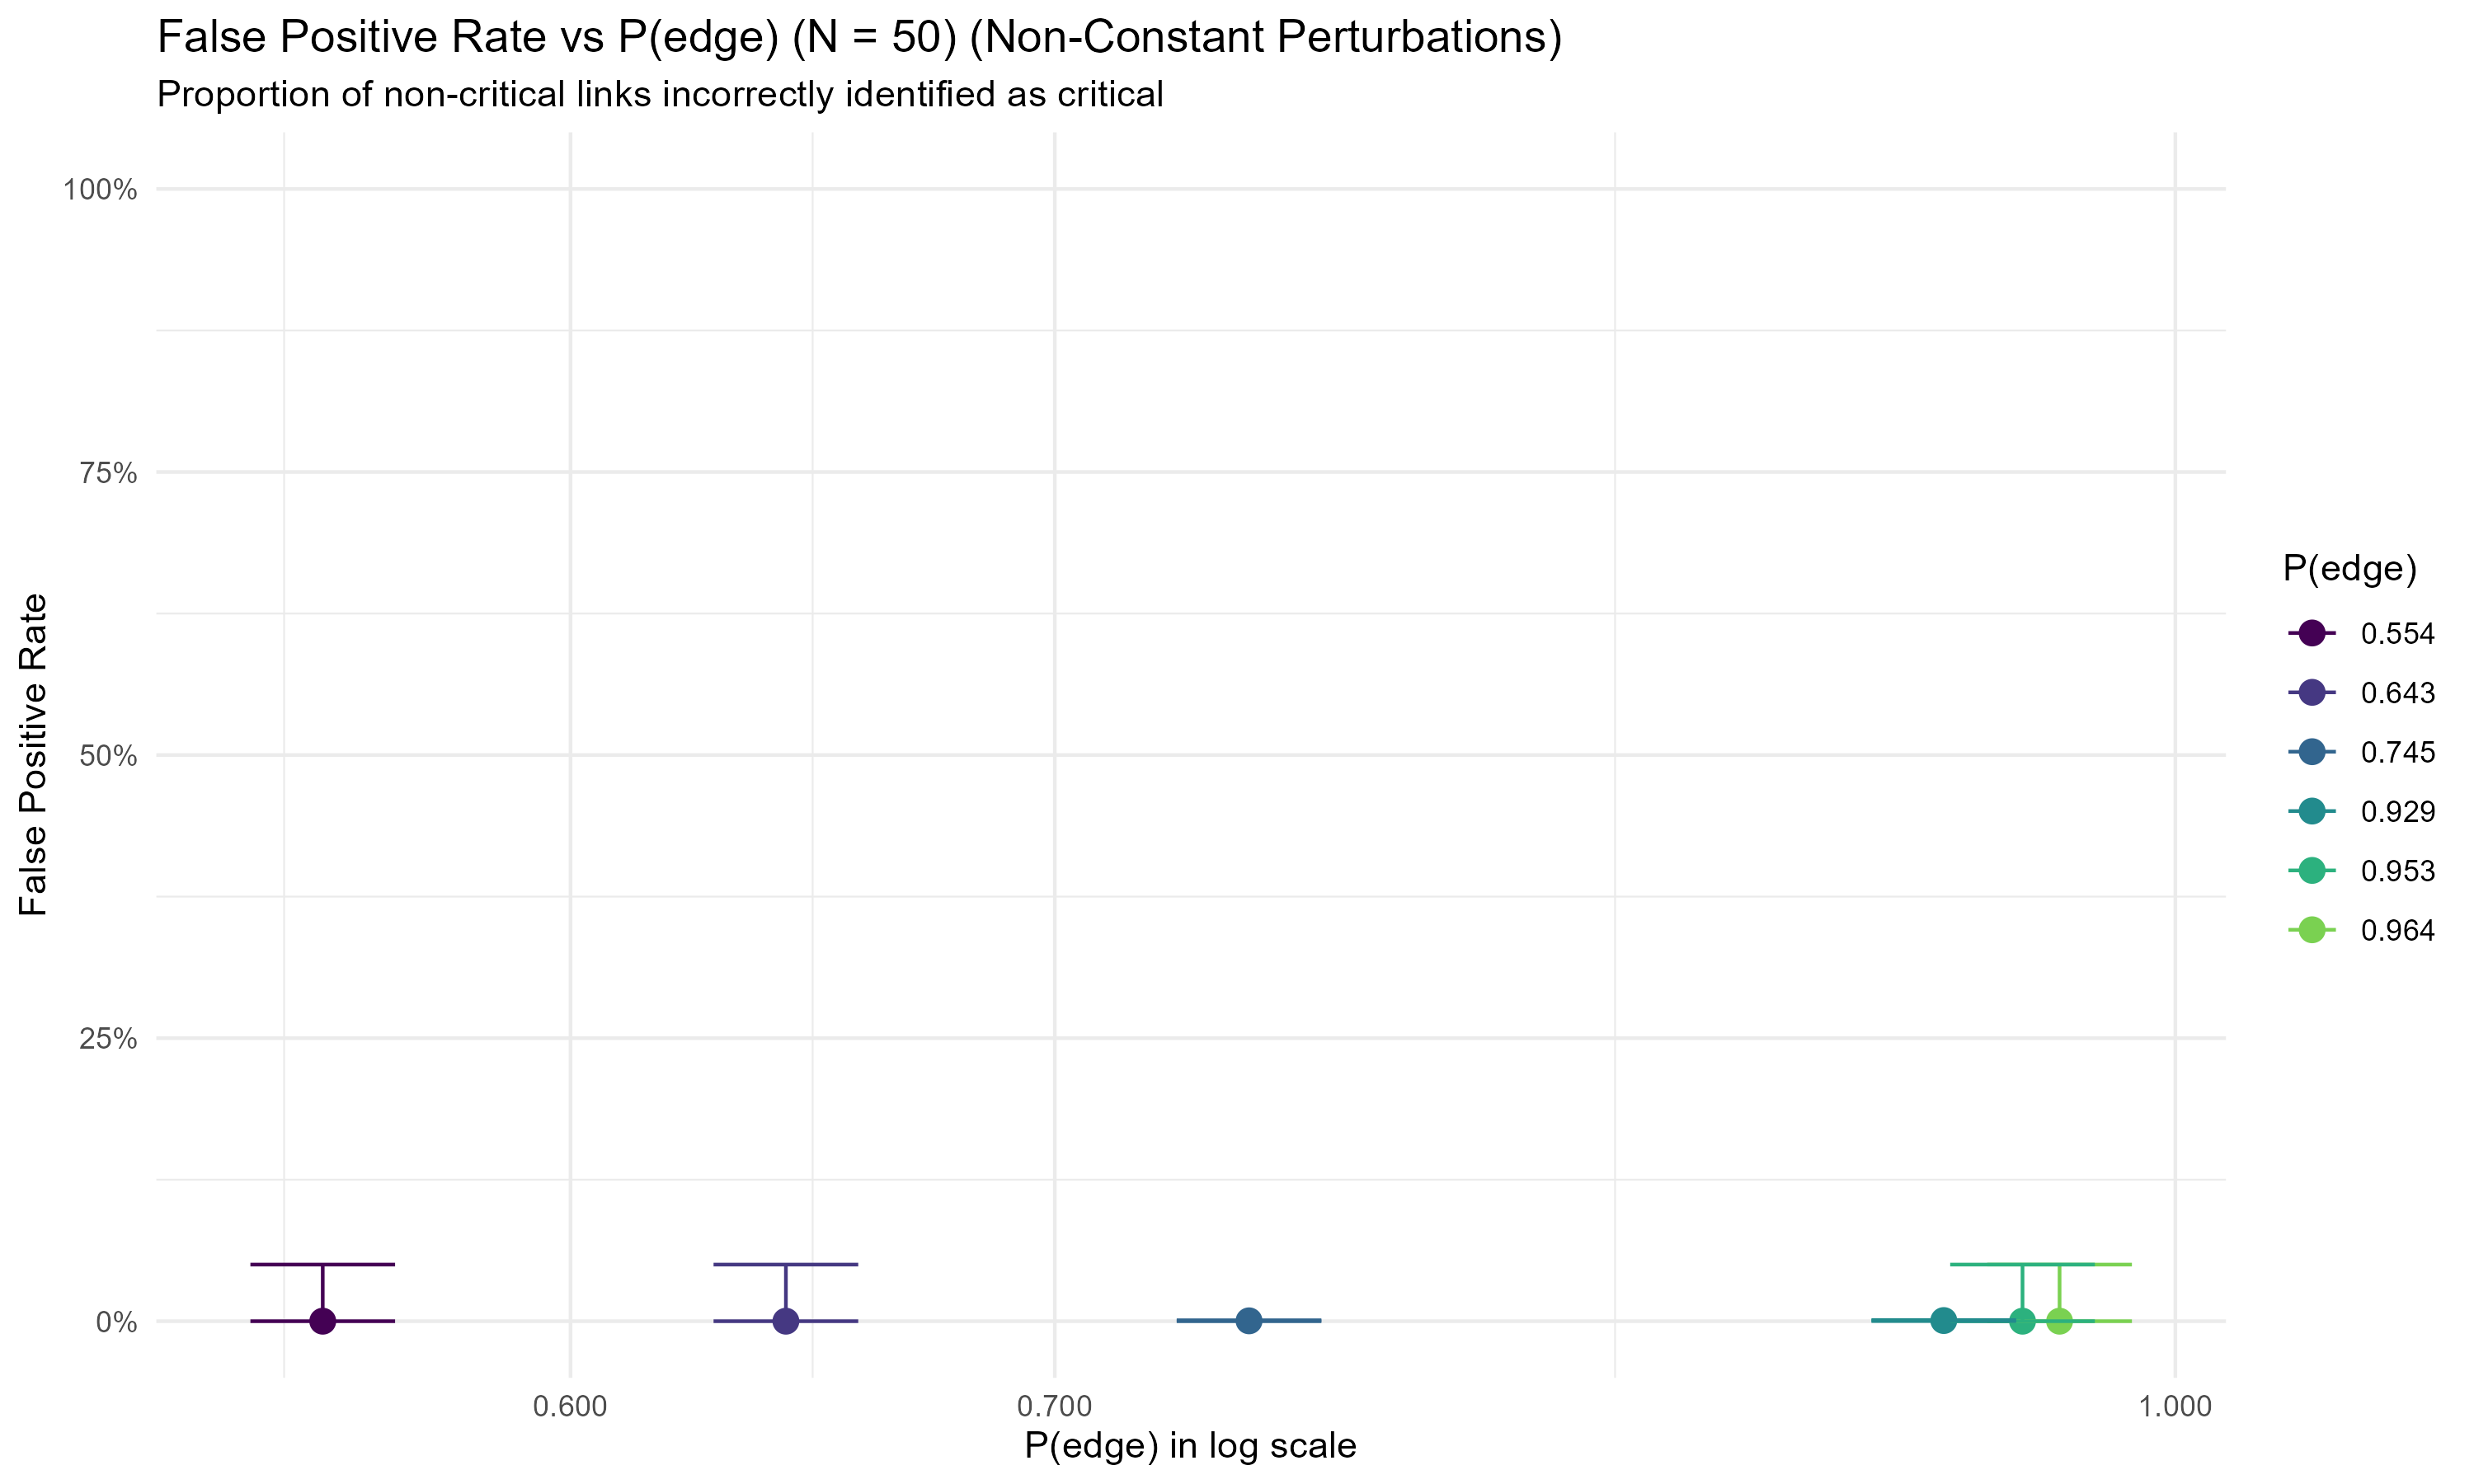 False Positive Rate vs P(edge) (N = 50) (Non-Constant Perturbations)
Proportion of non-critical links incorrectly identified as critical
False Positive Rate
100%
75%
50%
25%
0%
0.600
0.700
1.000
P(edge) in log scale
P(edge)
0.554
0.643
0.745
0.929
0.953
0.964